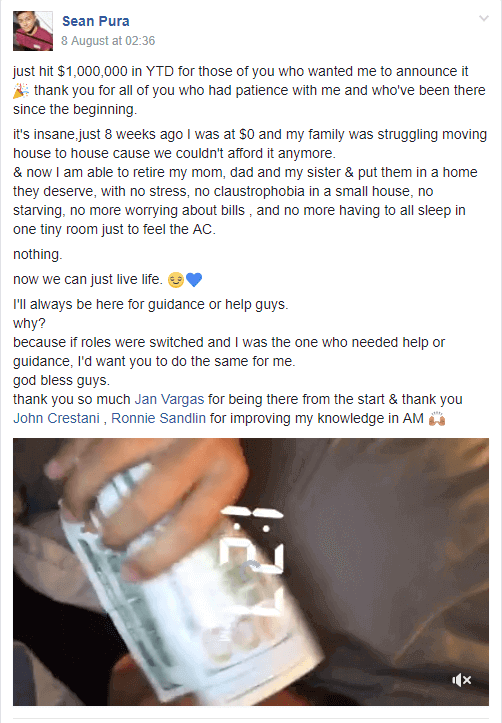 Sean Pura
8 August at 02:36
just hit $1,000,000 in YTD for those of you who wanted me to announce it
🎉 thank you for all of you who had patience with me and who've been there
since the beginning.
it's insane,just 8 weeks ago I was at $0 and my family was struggling moving
house to house cause we couldn't afford it anymore.
& now I am able to retire my mom, dad and my sister & put them in a home
they deserve, with no stress, no claustrophobia in a small house, no
starving, no more worrying about bills , and no more having to all sleep in
one tiny room just to feel the AC.
nothing.
now we can just live life. 😏💙
I'll always be here for guidance or help guys.
why?
because if roles were switched and I was the one who needed help or
guidance, I'd want you to do the same for me.
god bless guys.
thank you so much Jan Vargas for being there from the start & thank you
John Crestani , Ronnie Sandlin for improving my knowledge in AM 🙌🏽